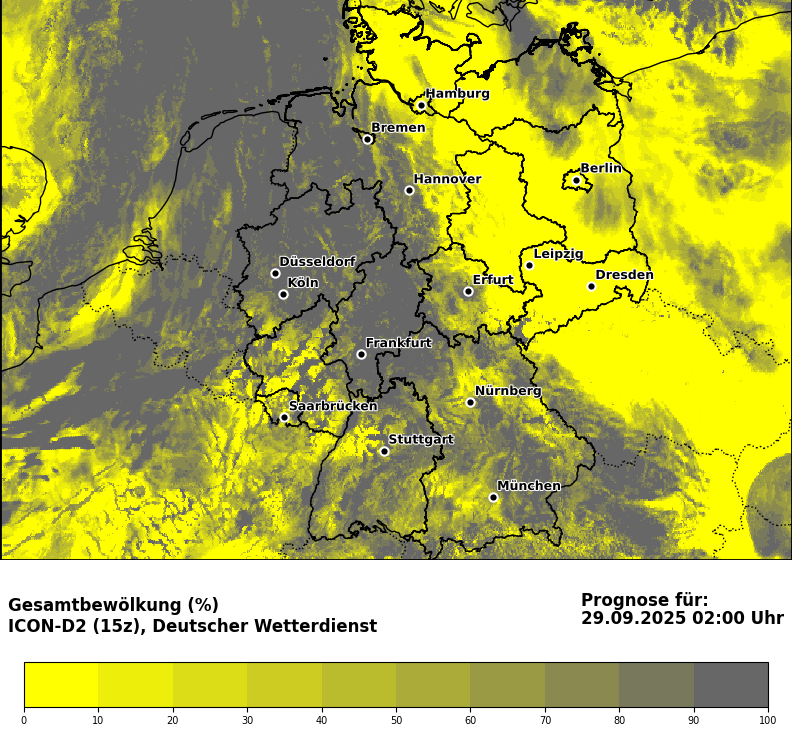 Hamburg
Bremen
Berlin
Hannover
Leipzig
Düsseldorf
Dresden
Köln
Erfurt
Frankfurt
Nürnberg
Saarbrücken
Stuttgart
München
Gesamtbewölkung (%)
ICON-D2 (15z), Deutscher Wetterdienst
Prognose für:
29.09.2025 02:00 Uhr
0 10 20 30 40 50 60 70 80 90 100